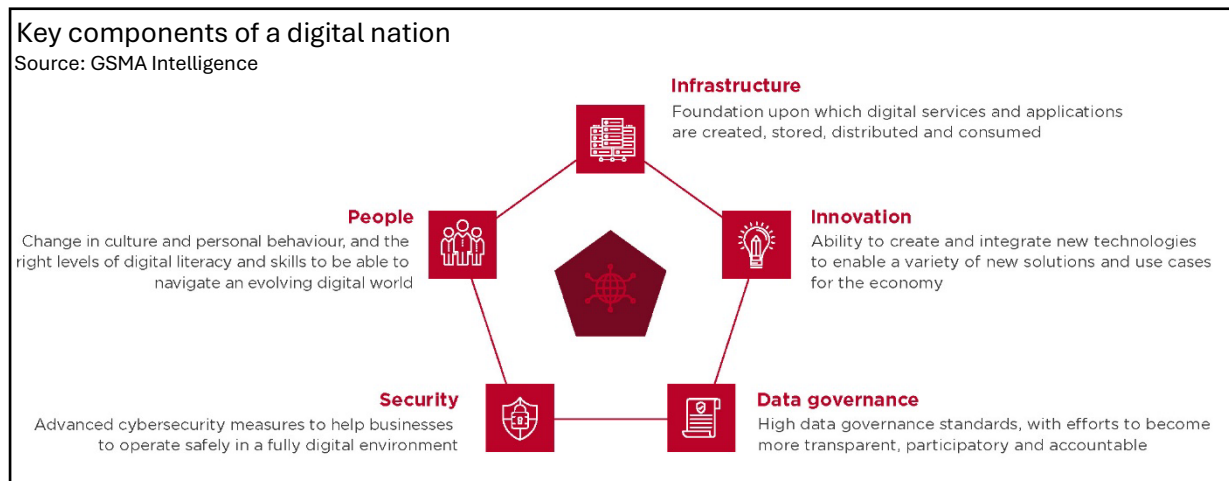 Key components of a digital nation
Source: GSMA Intelligence
Infrastructure
Foundation upon which digital services and applications
are created, stored, distributed and consumed
People
Change in culture and personal behaviour, and the
right levels of digital literacy and skills to be able to
navigate an evolving digital world
Innovation
Ability to create and integrate new technologies
to enable a variety of new solutions and use cases
for the economy
Security
Advanced cybersecurity measures to help businesses
to operate safely in a fully digital environment
Data governance
High data governance standards, with efforts to become
more transparent, participatory and accountable